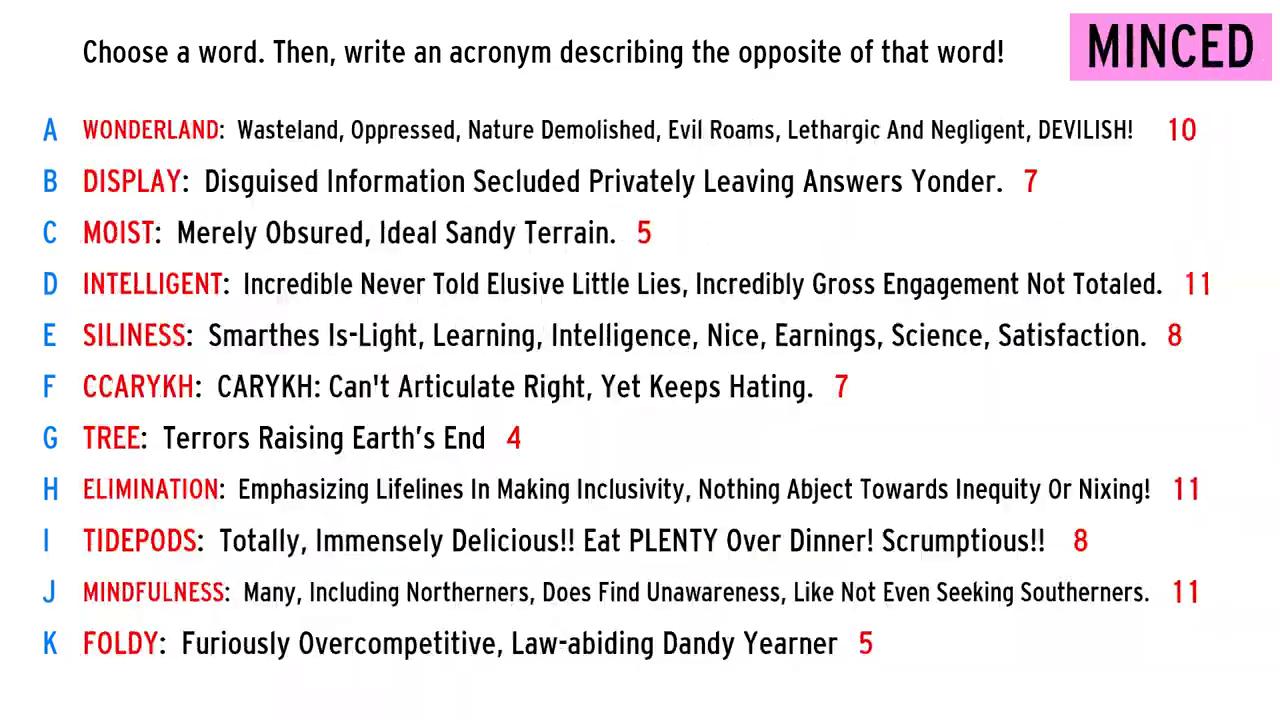 Choose a word. Then, write an acronym describing the opposite of that word!
MINCED
A WONDERLAND: Wasteland, Oppressed, Nature Demolished, Evil Roams, Lethargic And Negligent, DEVILISH! 10
B DISPLAY: Disguised Information Secluded Privately Leaving Answers Yonder. 7
C MOIST: Merely Obsured, Ideal Sandy Terrain. 5
D INTELLIGENT: Incredible Never Told Elusive Little Lies, Incredibly Gross Engagement Not Totaled. 11
E SILINESS: Smarthes Is-Light, Learning, Intelligence, Nice, Earnings, Science, Satisfaction. 8
F CCARYKH: CARYKH: Can't Articulate Right, Yet Keeps Hating. 7
G TREE: Terrors Raising Earth’s End 4
H ELIMINATION: Emphasizing Lifelines In Making Inclusivity, Nothing Abject Towards Inequity Or Nixing! 11
I TIDEPODS: Totally, Immensely Delicious!! Eat PLENTY Over Dinner! Scrumptious!! 8
J MINDFULNESS: Many, Including Northerners, Does Find Unawareness, Like Not Even Seeking Southerners. 11
K FOLDY: Furiously Overcompetitive, Law-abiding Dandy Yearner 5